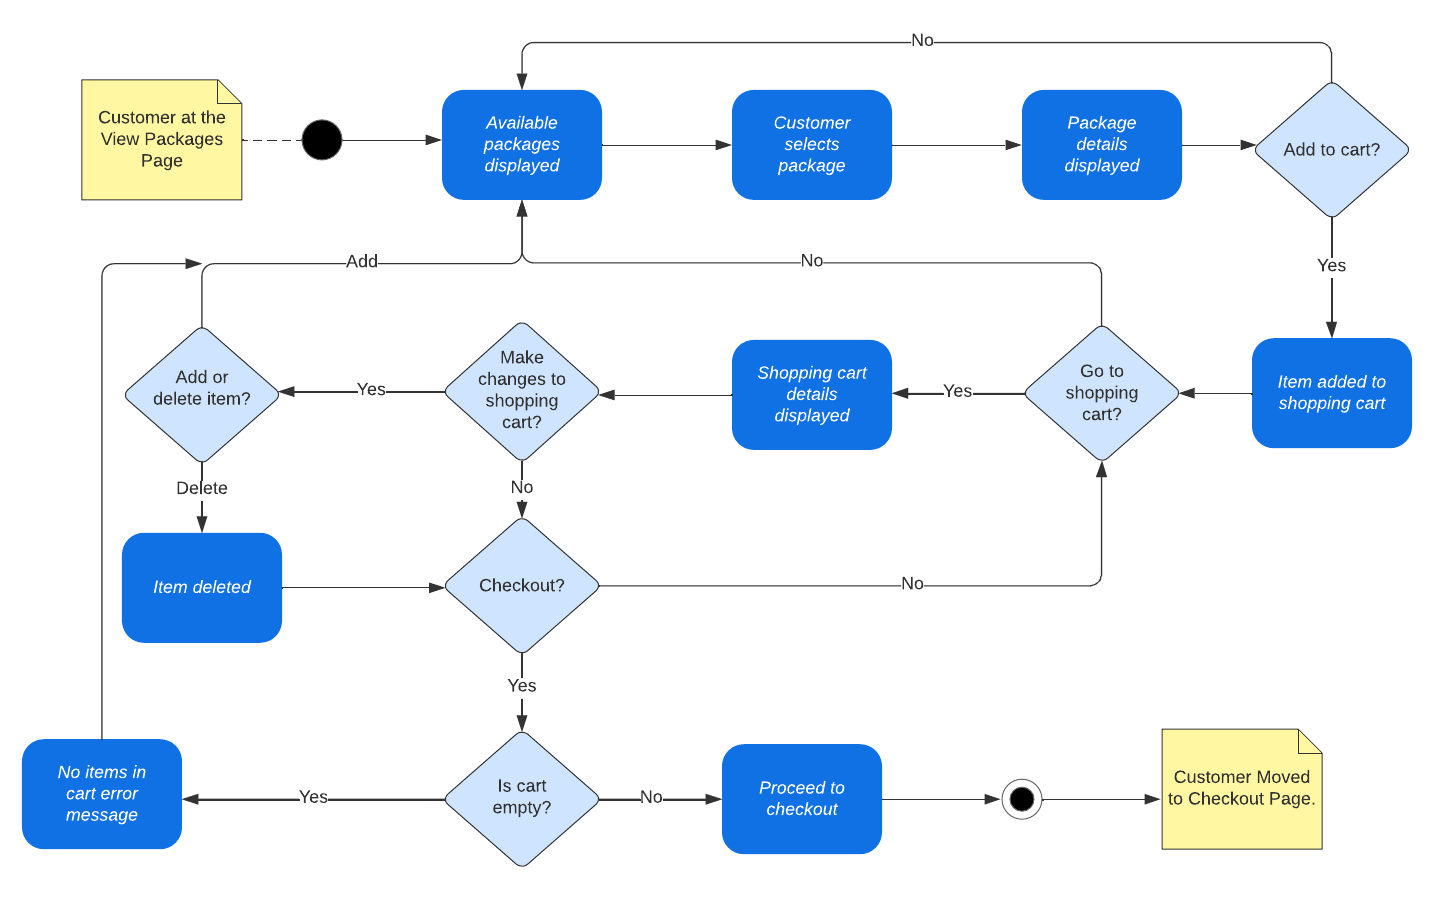 No
Customer at the
View Packages
Page
Available
packages
displayed
Customer
selects
package
Package
details
displayed
Add to cart?
Add
No
Yes
Add or
delete item?
Yes
Make
changes to
shopping
cart?
Shopping cart
details
displayed
Yes
Go to
shopping
cart?
Item added to
shopping cart
Delete
No
Item deleted
Checkout?
No
Yes
No items in
cart error
message
Yes
Is cart
empty?
No
Proceed to
checkout
Customer Moved
to Checkout Page.